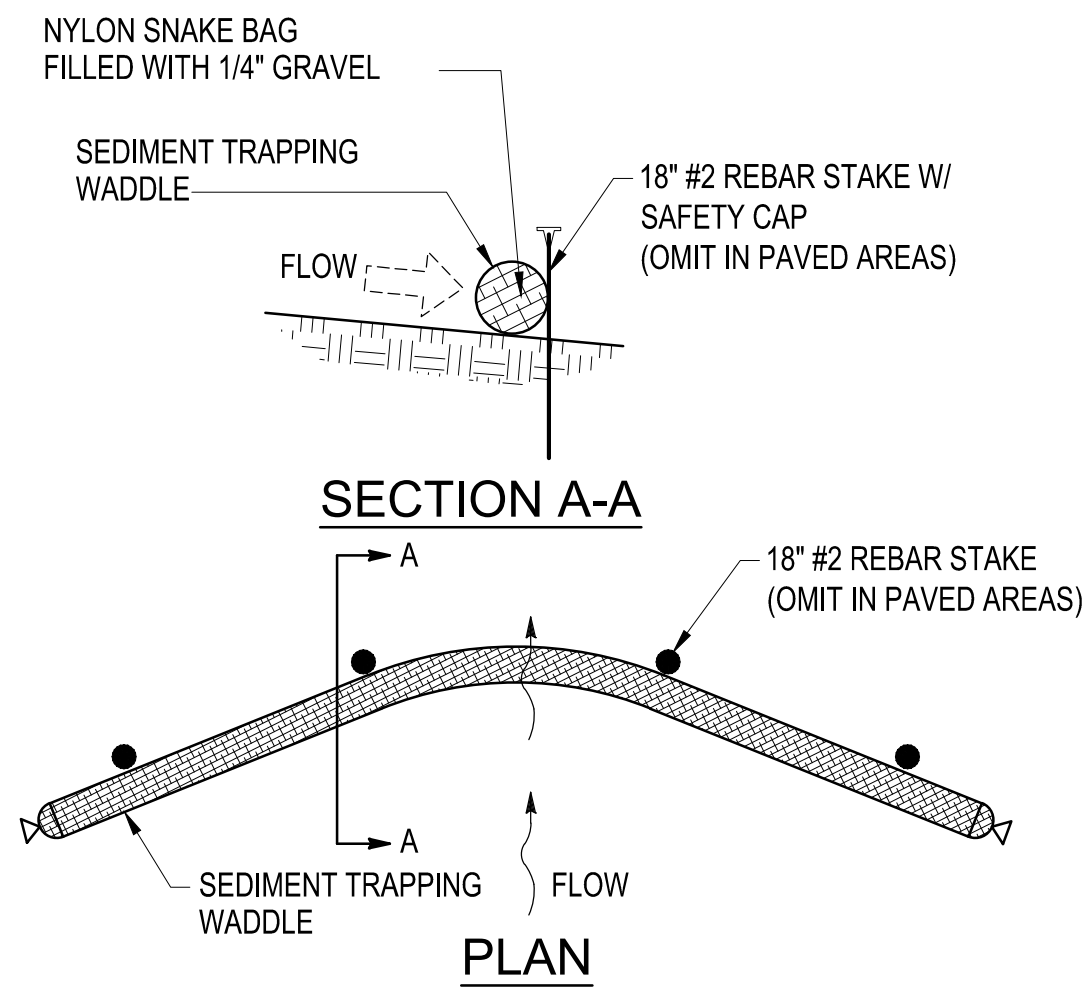 NYLON SNAKE BAG
FILLED WITH 1/4" GRAVEL
SEDIMENT TRAPPING
WADDLE
18" #2 REBAR STAKE W/
SAFETY CAP
(OMIT IN PAVED AREAS)
FLOW
SECTION A-A
A
18" #2 REBAR STAKE
(OMIT IN PAVED AREAS)
A
SEDIMENT TRAPPING
WADDLE
FLOW
PLAN